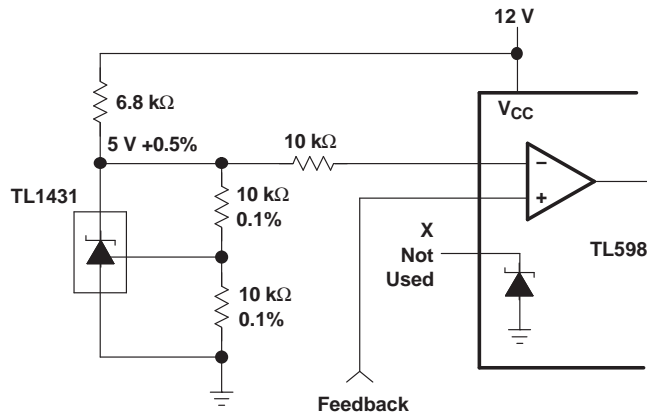 12 V
6.8 kΩ
V_CC
5 V +0.5%
10 kΩ
−
TL1431
10 kΩ
0.1%
+
X
Not
Used
TL598
10 kΩ
0.1%
Feedback